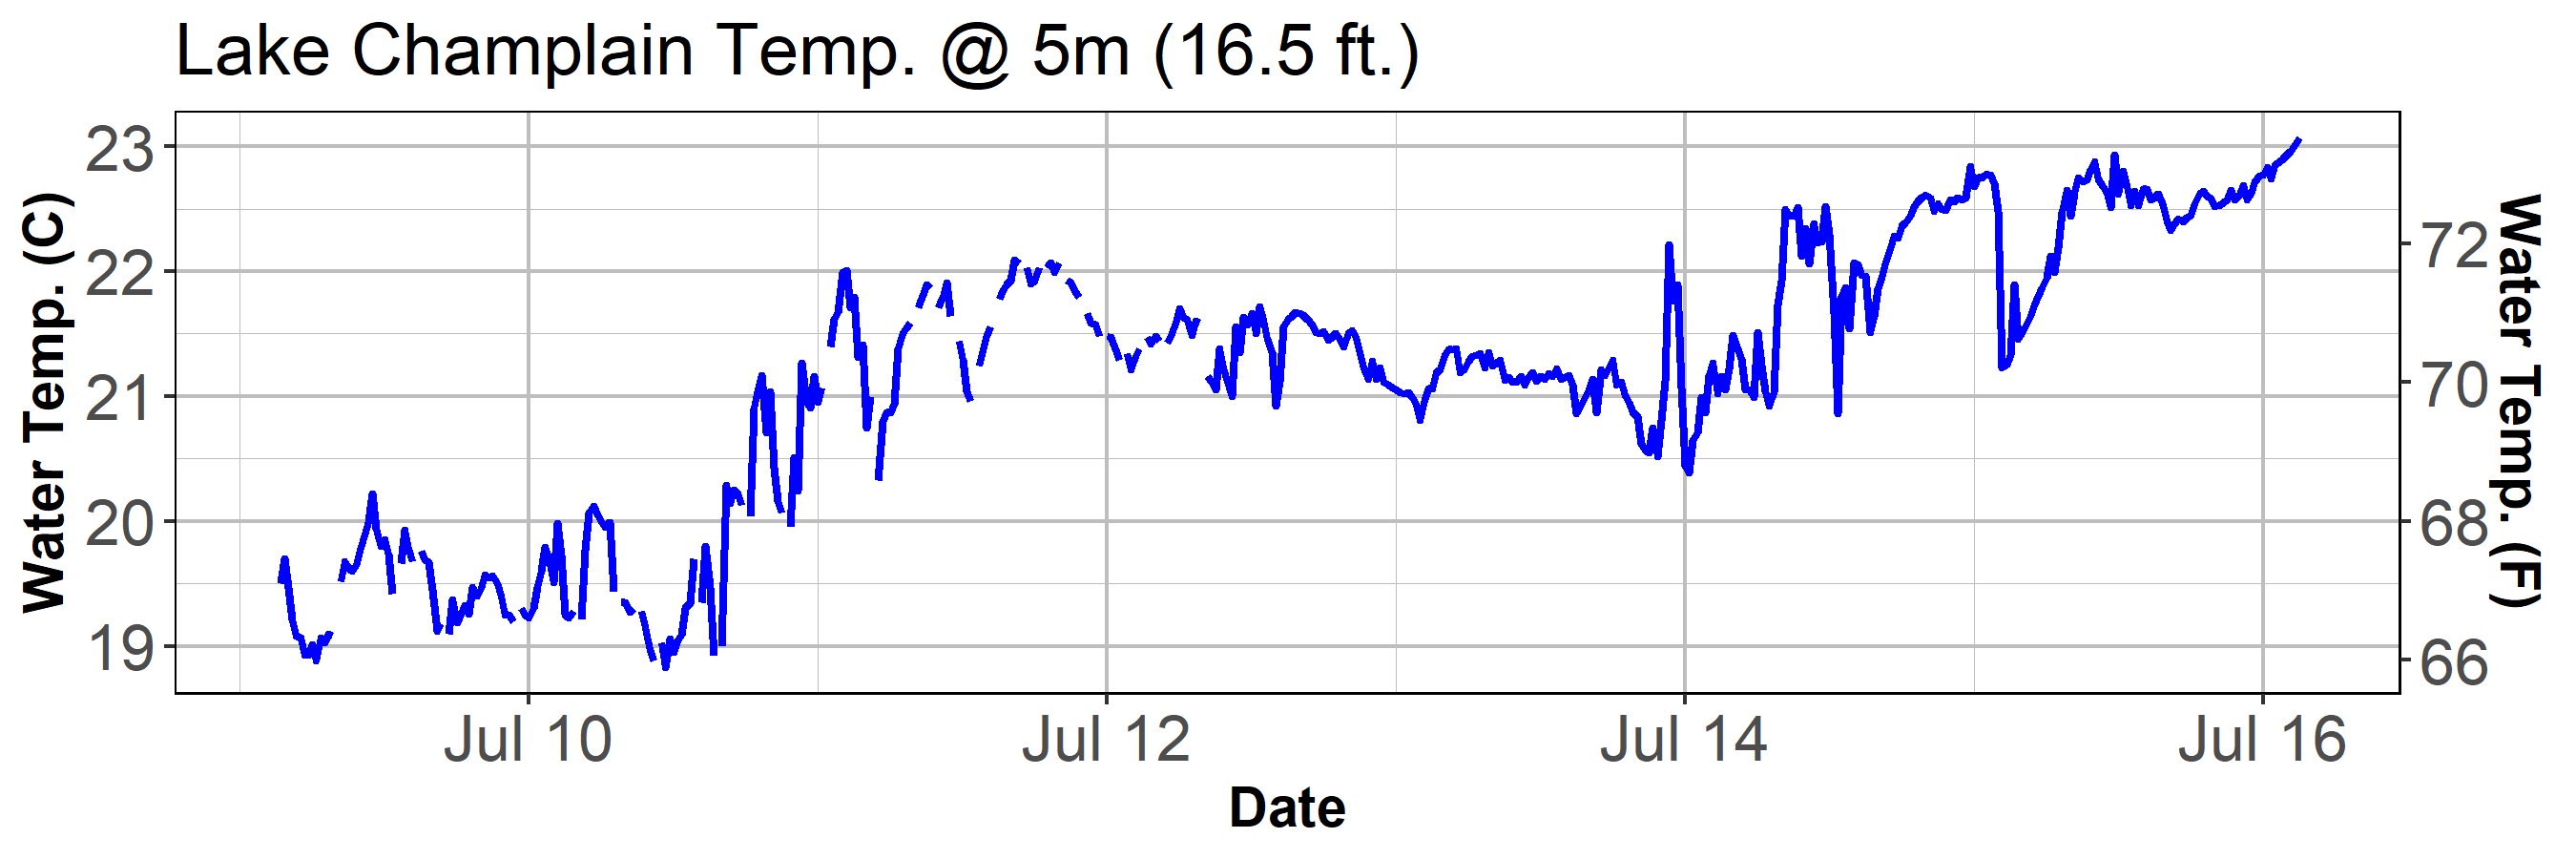 Lake Champlain Temp. @ 5m (16.5 ft.)
Water Temp. (C)
23
22
21
20
19
72
70
68
66
Water Temp. (F)
Jul 10
Jul 12
Jul 14
Jul 16
Date